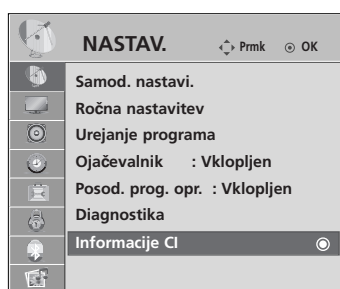 NASTAV. Prmk OK
Samod. nastavi.
Ročna nastavitev
Urejanje programa
Ojačevalnik : Vklopljen
Posod. prog. opr. : Vklopljen
Diagnostika
Informacije CI